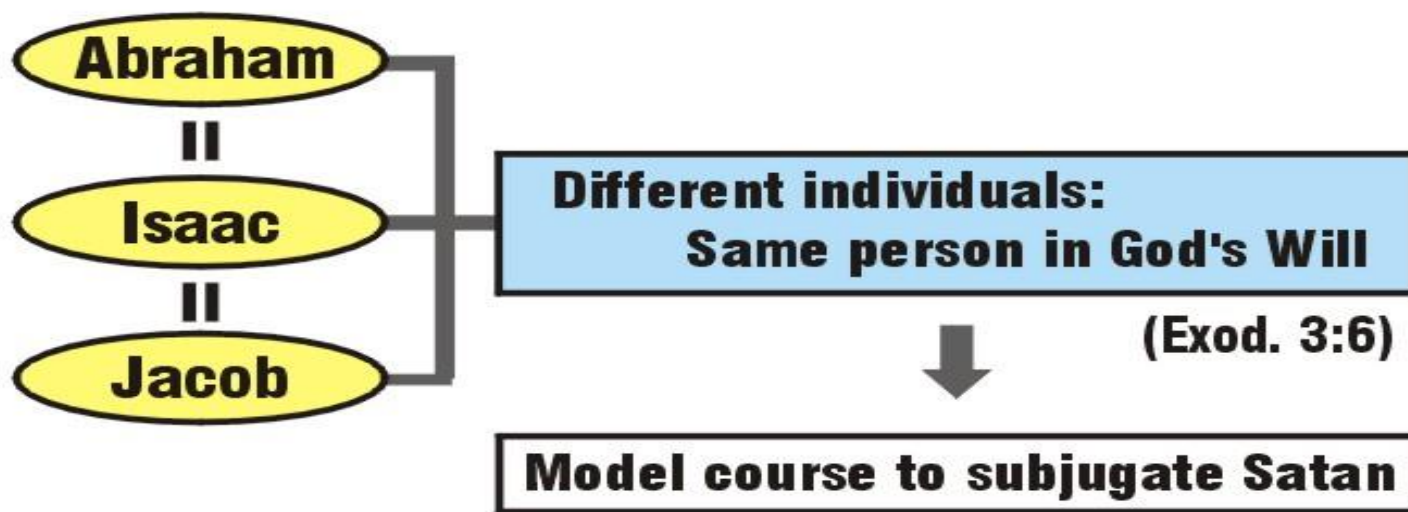 Abraham
=
Isaac
=
Jacob
Different individuals:
Same person in God's Will
(Exod. 3:6)
Model course to subjugate Satan